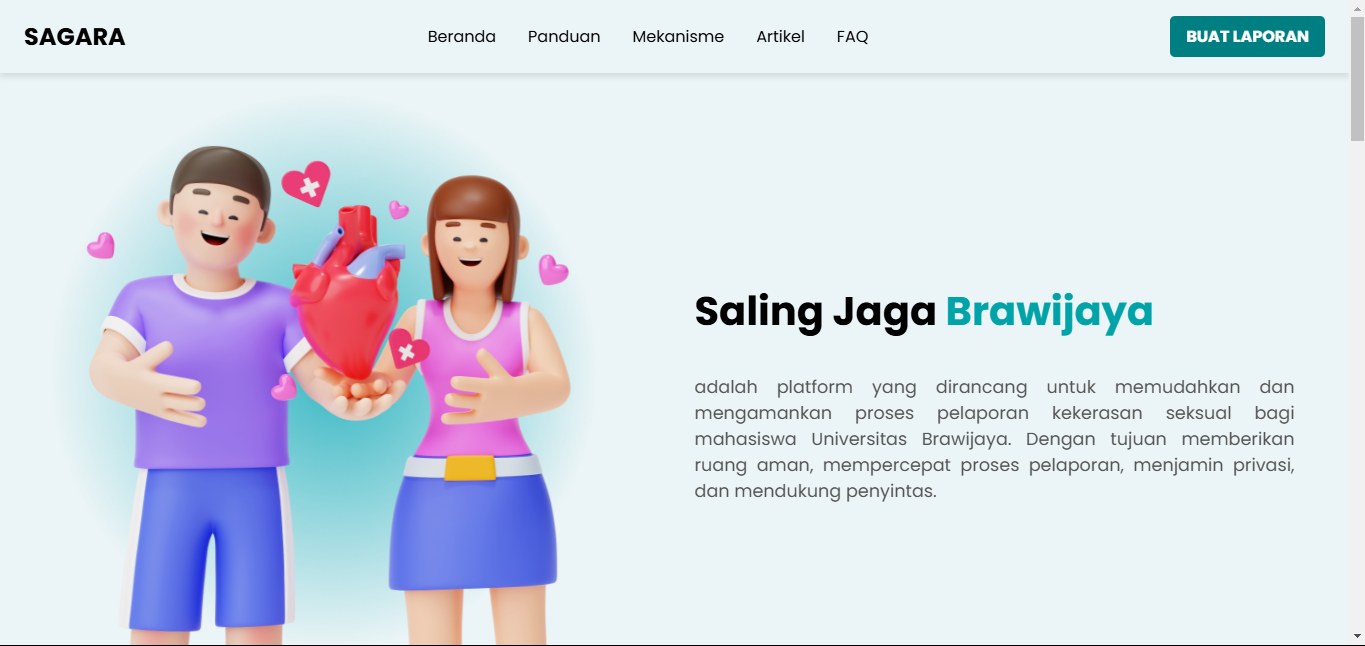 SAGARA
Beranda Panduan Mekanisme Artikel FAQ
BUAT LAPORAN
Saling Jaga Brawijaya
adalah platform yang dirancang untuk memudahkan dan
mengamankan proses pelaporan kekerasan seksual bagi
mahasiswa Universitas Brawijaya. Dengan tujuan memberikan
ruang aman, mempercepat proses pelaporan, menjamin privasi,
dan mendukung penyintas.